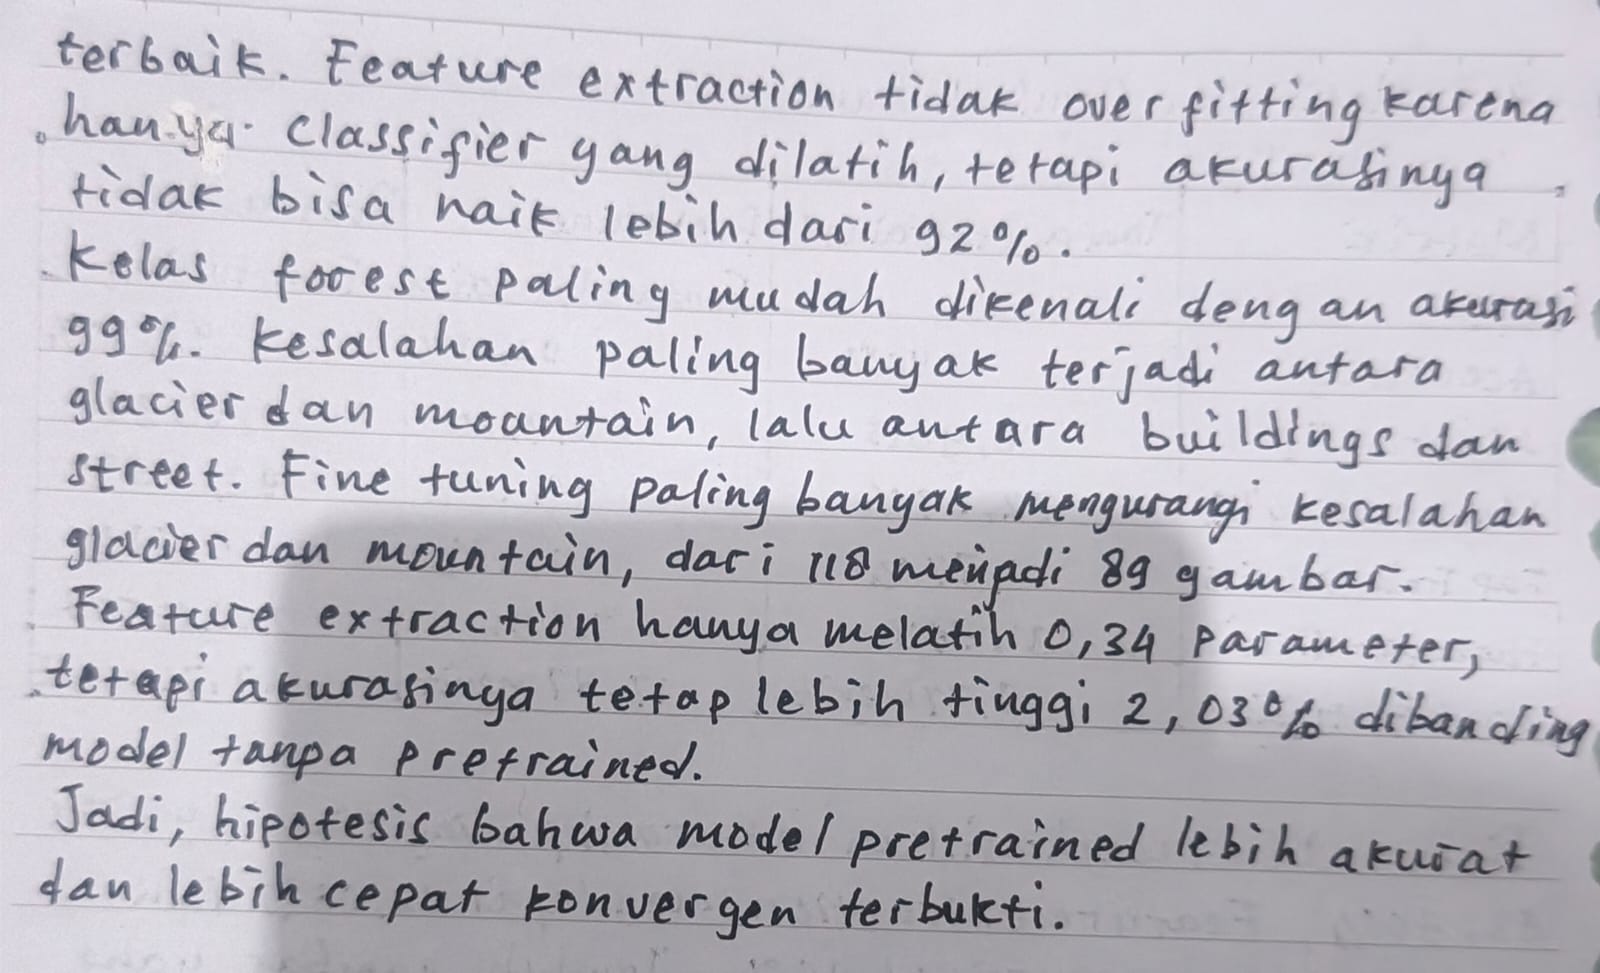 terbaik. Feature extraction tidak overfitting karena
hanya classifier yang dilatih, tetapi akurasinya
tidak bisa naik lebih dari 92%.
Kelas forest paling mudah dikenali dengan akurasi
99%. Kesalahan paling banyak terjadi antara
glacier dan mountain, lalu antara buildings dan
street. Fine tuning paling banyak mengurangi kesalahan
glacier dan mountain, dari 118 menjadi 89 gambar.
Feature extraction hanya melatih 0,34 parameter,
tetapi akurasinya tetap lebih tinggi 2,03% dibanding
model tanpa pretrained.
Jadi, hipotesis bahwa model pretrained lebih akurat
dan lebih cepat konvergen terbukti.